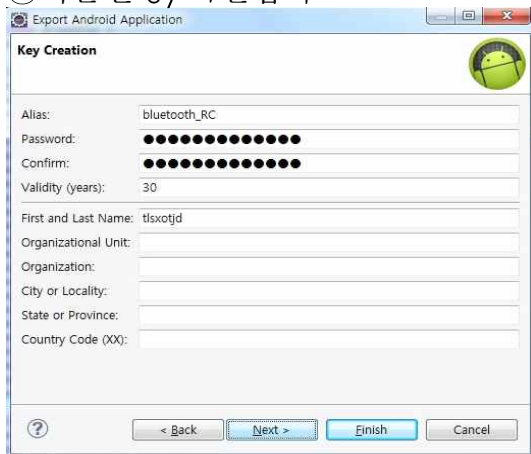 Export Android Application
Key Creation
Alias: bluetooth_RC
Password: ●●●●●●●●●●●●●
Confirm: ●●●●●●●●●●●●●
Validity (years): 30
First and Last Name: tlsxotjd
Organizational Unit:
Organization:
City or Locality:
State or Province:
Country Code (XX):
? < Back Next > Finish Cancel